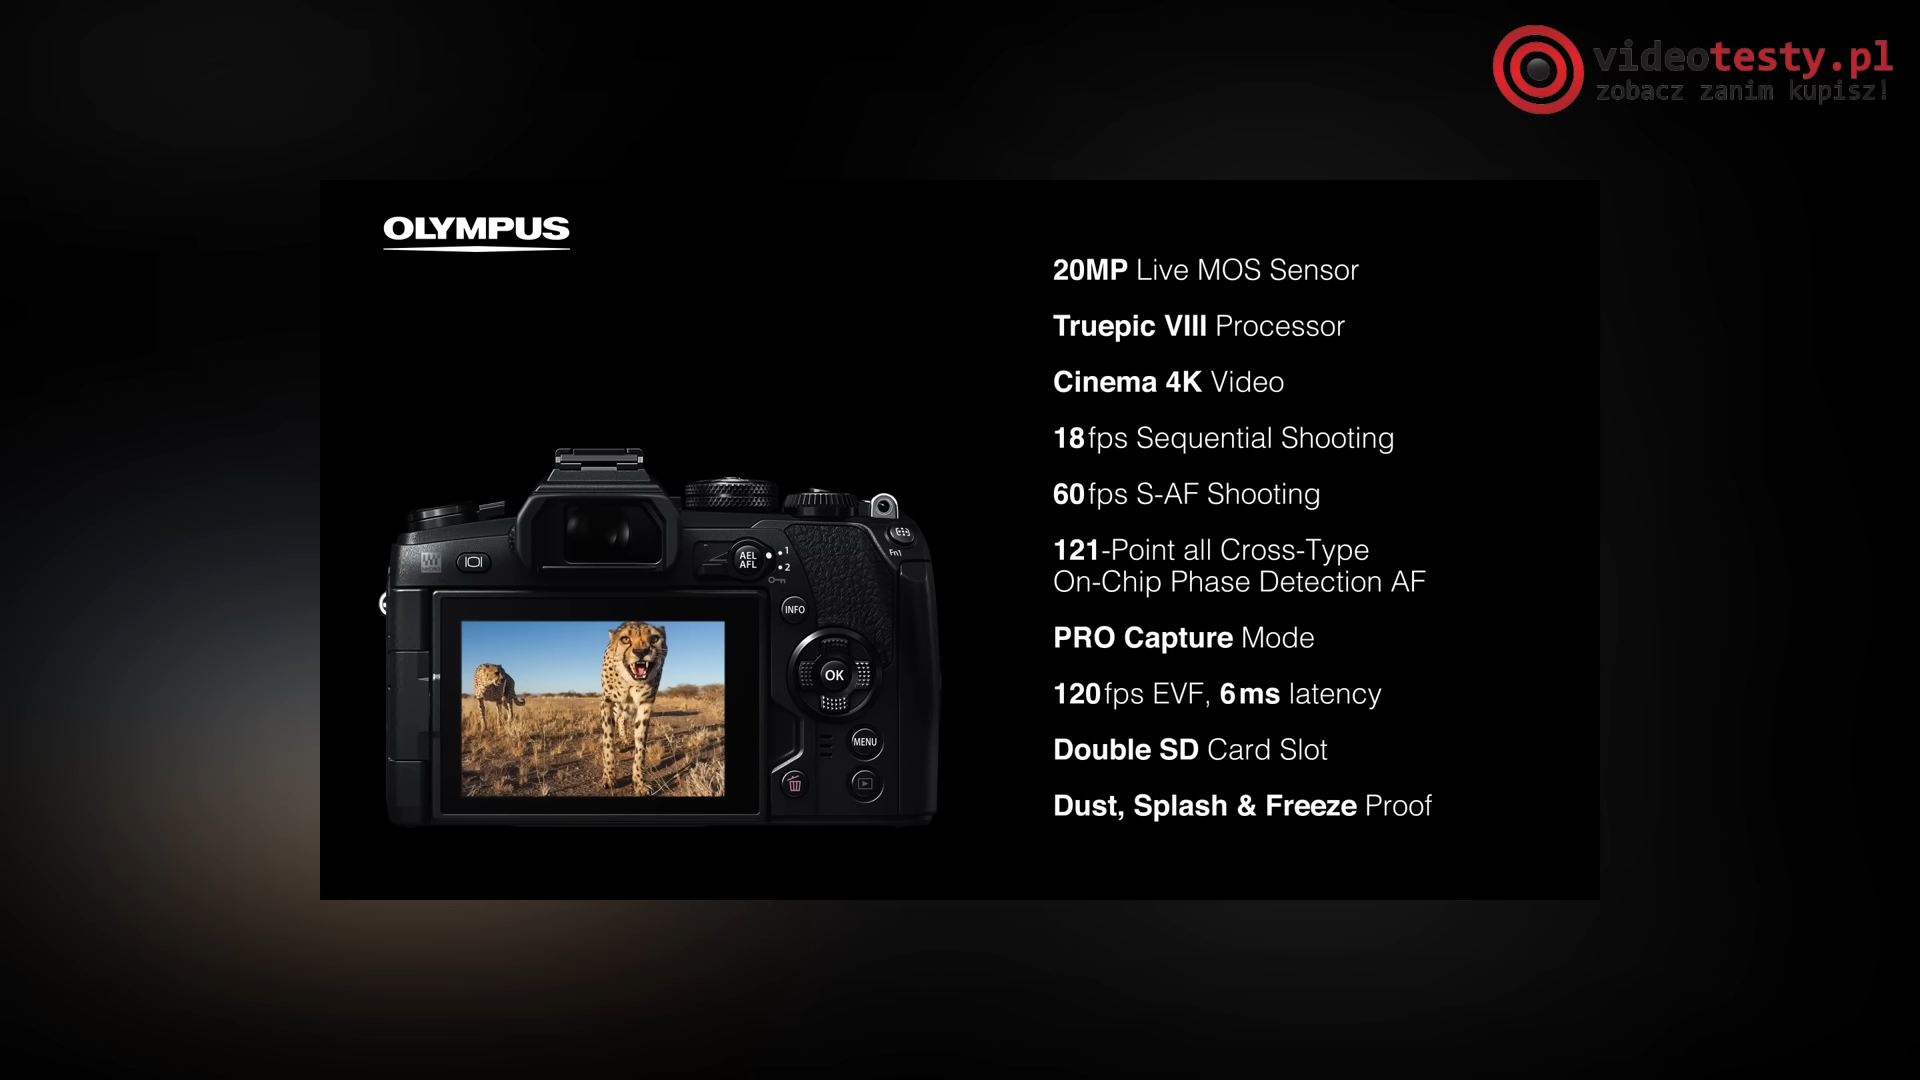 videotesty.pl
zobacz zanim kupisz!
OLYMPUS
20MP Live MOS Sensor
Truepic VIII Processor
Cinema 4K Video
18fps Sequential Shooting
60fps S-AF Shooting
121-Point all Cross-Type
On-Chip Phase Detection AF
PRO Capture Mode
120fps EVF, 6ms latency
Double SD Card Slot
Dust, Splash & Freeze Proof
AEL
AFL
1
2
Fn1
INFO
OK
MENU